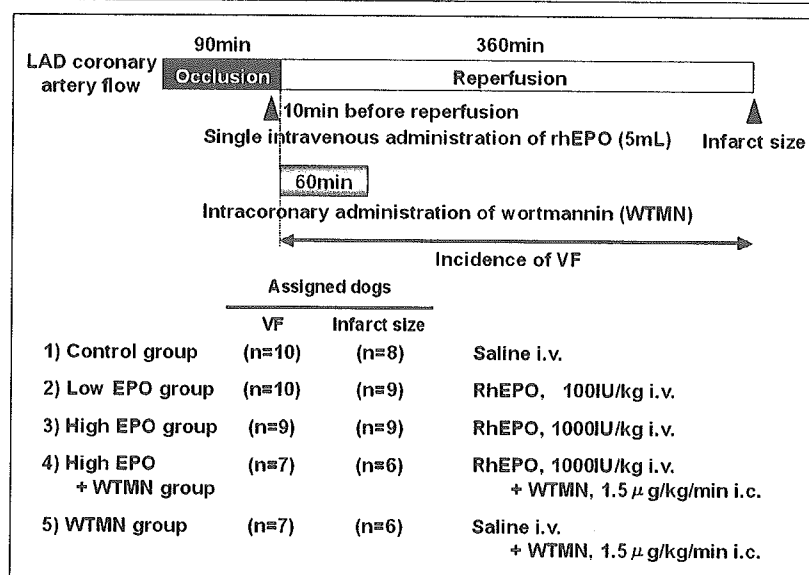 90min 360min
LAD coronary
artery flow
Occlusion Reperfusion
10min before reperfusion
Single intravenous administration of rhEPO (5mL) Infarct size
60min
Intracoronary administration of wortmannin (WTMN)
Incidence of VF
Assigned dogs
VF Infarct size
1) Control group (n=10) (n=8) Saline i.v.
2) Low EPO group (n=10) (n=9) RhEPO, 100IU/kg i.v.
3) High EPO group (n=9) (n=9) RhEPO, 1000IU/kg i.v.
4) High EPO (n=7) (n=6) RhEPO, 1000IU/kg i.v.
+ WTMN group + WTMN, 1.5 μg/kg/min i.c.
5) WTMN group (n=7) (n=6) Saline i.v.
+ WTMN, 1.5 μg/kg/min i.c.